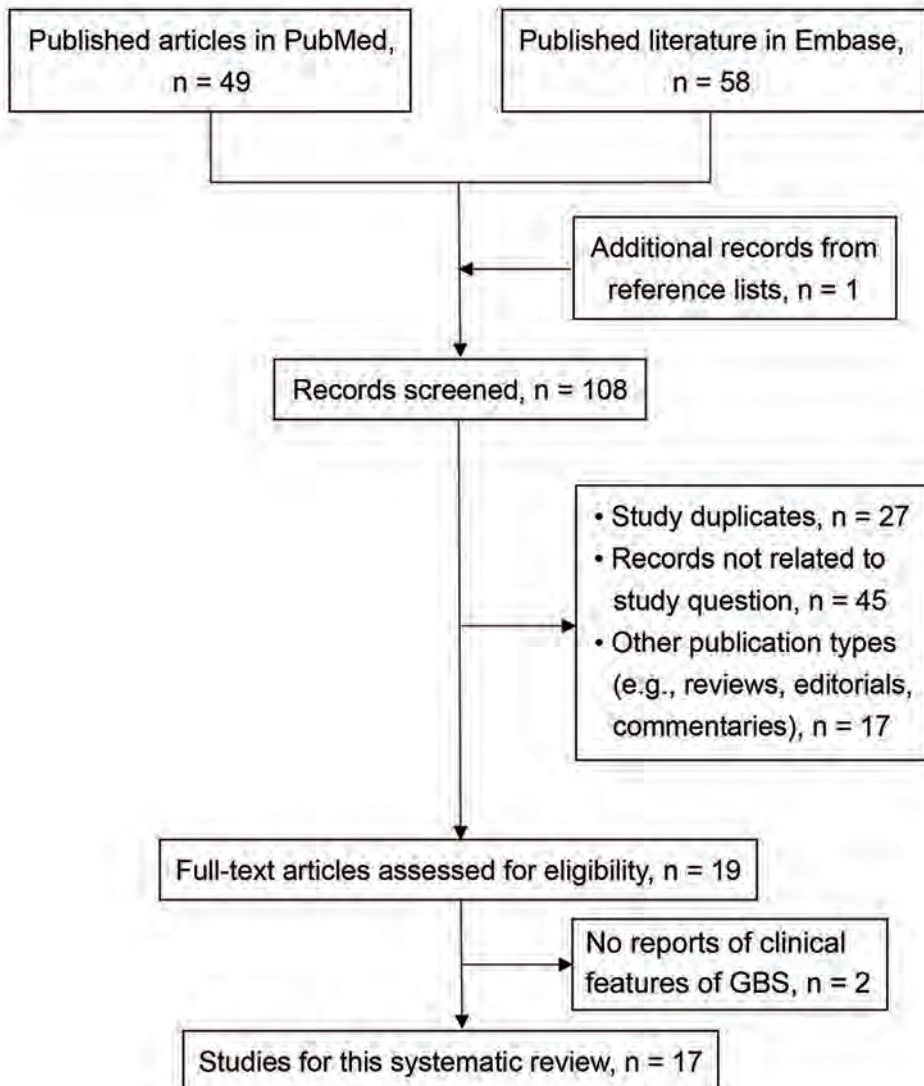 Published articles in PubMed,
n = 49
Published literature in Embase,
n = 58
Additional records from
reference lists, n = 1
Records screened, n = 108
• Study duplicates, n = 27
• Records not related to
study question, n = 45
• Other publication types
(e.g., reviews, editorials,
commentaries), n = 17
Full-text articles assessed for eligibility, n = 19
No reports of clinical
features of GBS, n = 2
Studies for this systematic review, n = 17